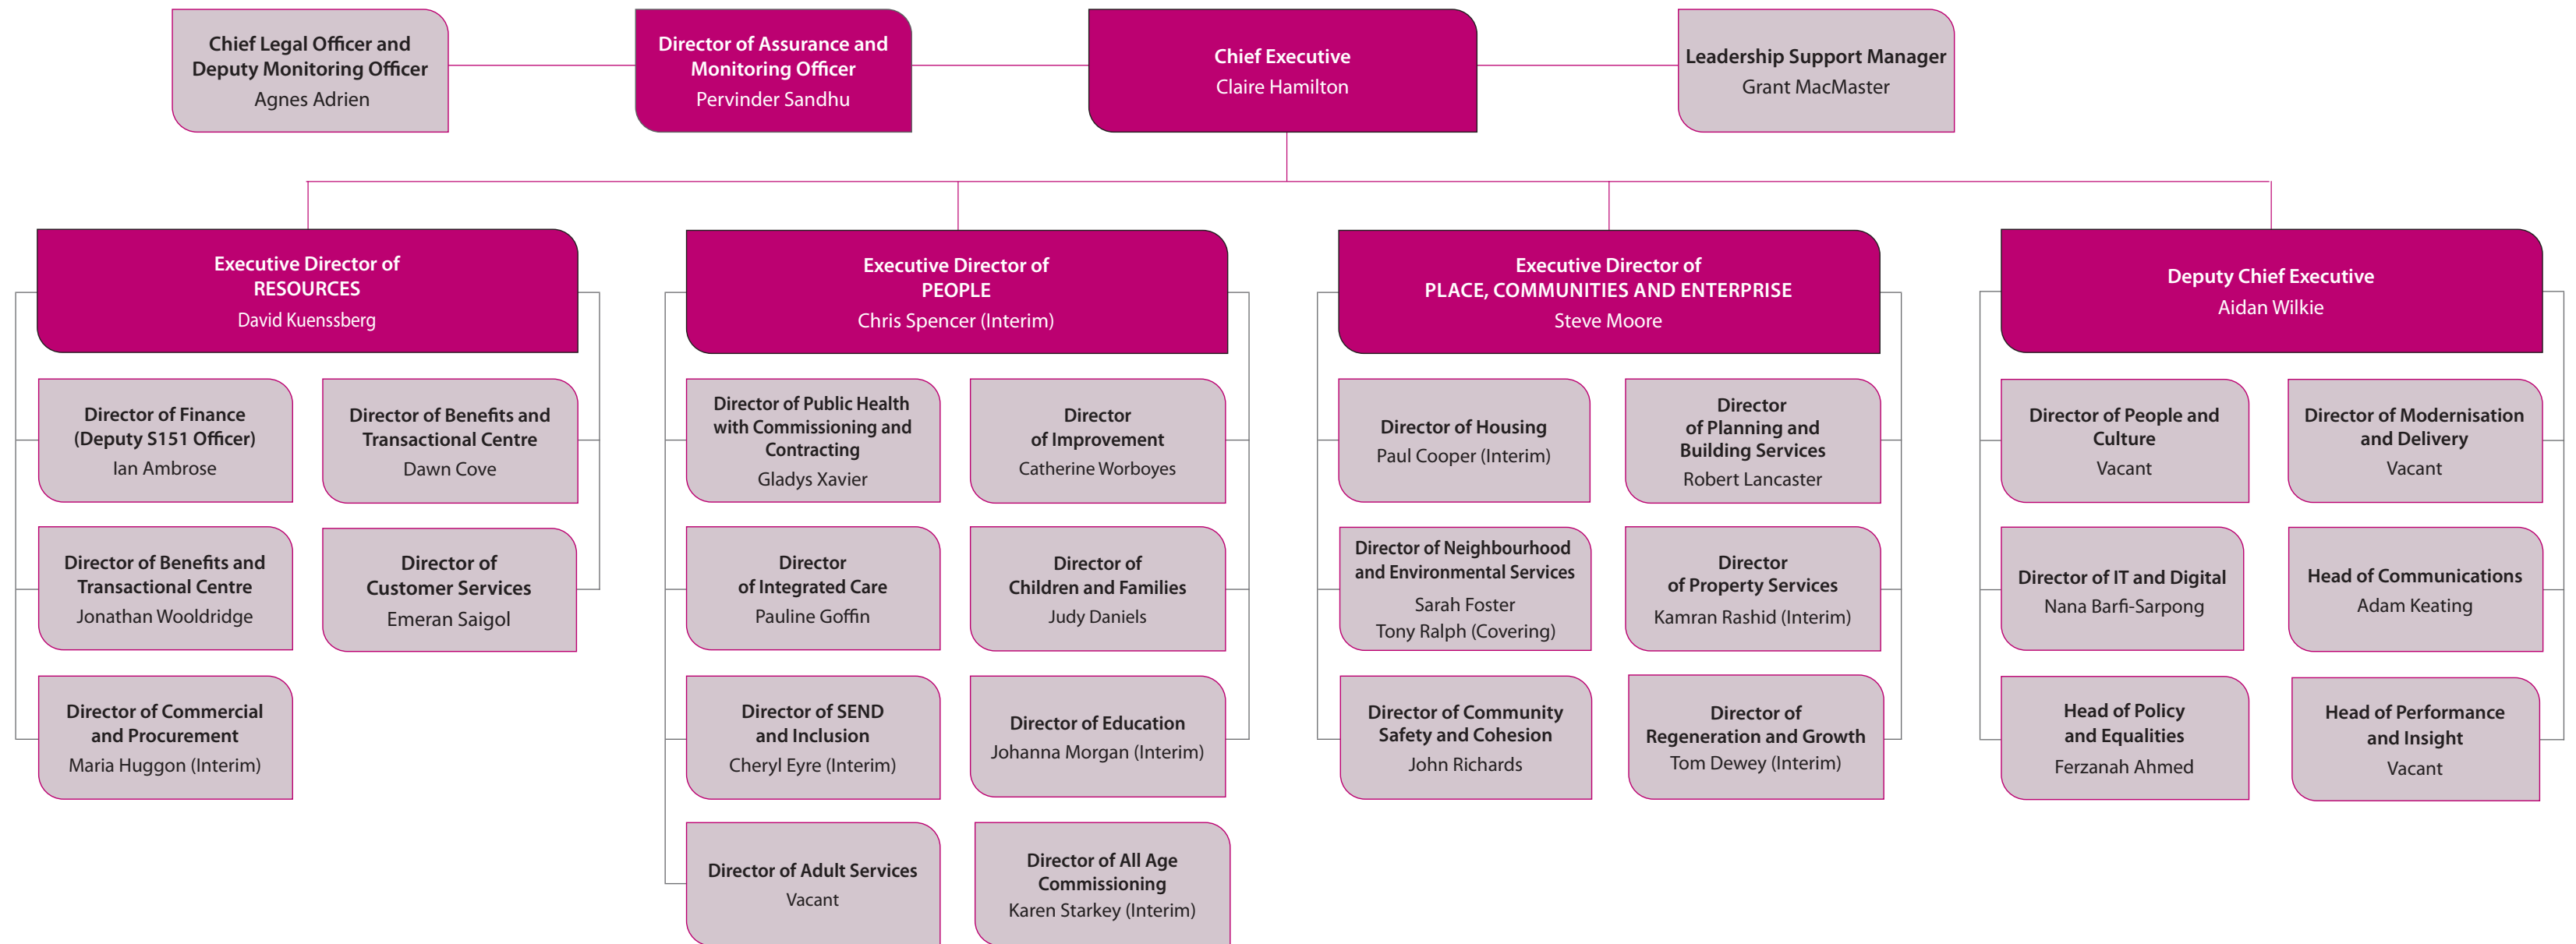 Chief Legal Officer and
Deputy Monitoring Officer
Agnes Adrien
Director of Assurance and
Monitoring Officer
Pervinder Sandhu
Chief Executive
Claire Hamilton
Leadership Support Manager
Grant MacMaster
Executive Director of
RESOURCES
David Kuenssberg
Director of Finance
(Deputy S151 Officer)
Ian Ambrose
Director of Benefits and
Transactional Centre
Dawn Cove
Director of Benefits and
Transactional Centre
Jonathan Wooldridge
Director of
Customer Services
Emeran Saigol
Director of Commercial
and Procurement
Maria Huggon (Interim)
Executive Director of
PEOPLE
Chris Spencer (Interim)
Director of Public Health
with Commissioning and
Contracting
Gladys Xavier
Director
of Improvement
Catherine Worboyes
Director
of Integrated Care
Pauline Goffin
Director of
Children and Families
Judy Daniels
Director of SEND
and Inclusion
Cheryl Eyre (Interim)
Director of Education
Johanna Morgan (Interim)
Director of Adult Services
Vacant
Director of All Age
Commissioning
Karen Starkey (Interim)
Executive Director of
PLACE, COMMUNITIES AND ENTERPRISE
Steve Moore
Director of Housing
Paul Cooper (Interim)
Director
of Planning and
Building Services
Robert Lancaster
Director of Neighbourhood
and Environmental Services
Sarah Foster
Tony Ralph (Covering)
Director
of Property Services
Kamran Rashid (Interim)
Director of Community
Safety and Cohesion
John Richards
Director of
Regeneration and Growth
Tom Dewey (Interim)
Deputy Chief Executive
Aidan Wilkie
Director of People and
Culture
Vacant
Director of Modernisation
and Delivery
Vacant
Director of IT and Digital
Nana Barfi-Sarpong
Head of Communications
Adam Keating
Head of Policy
and Equalities
Ferzanah Ahmed
Head of Performance
and Insight
Vacant